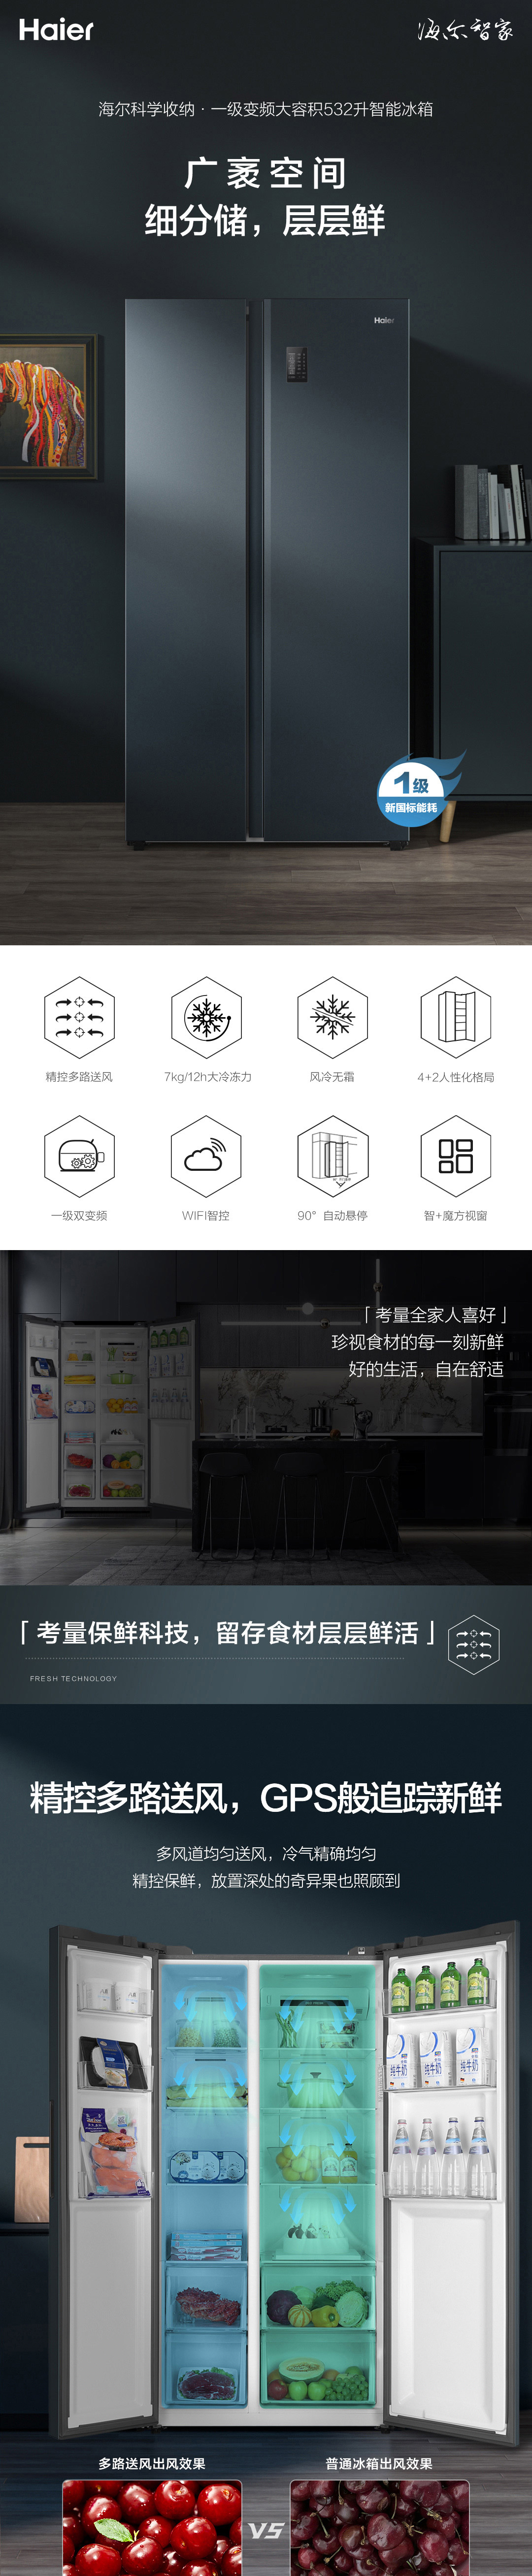 Haier
海尔智家
海尔科学收纳·一级变频大容积532升智能冰箱
广袤空间
细分储，层层鲜
Haier
1级
新国标能耗
精控多路送风
7kg/12h大冷冻力
风冷无霜
4+2人性化格局
一级双变频
WIFI智控
90°自动悬停
智+魔方视窗
「考量全家人喜好」
珍视食材的每一刻新鲜
好的生活，自在舒适
「考量保鲜科技，留存食材层层鲜活」
FRESH TECHNOLOGY
精控多路送风，GPS般追踪新鲜
多风道均匀送风，冷气精确均匀
精控保鲜，放置深处的奇异果也照顾到
纯牛奶
纯牛奶
纯牛奶
多路送风出风效果
普通冰箱出风效果
VS